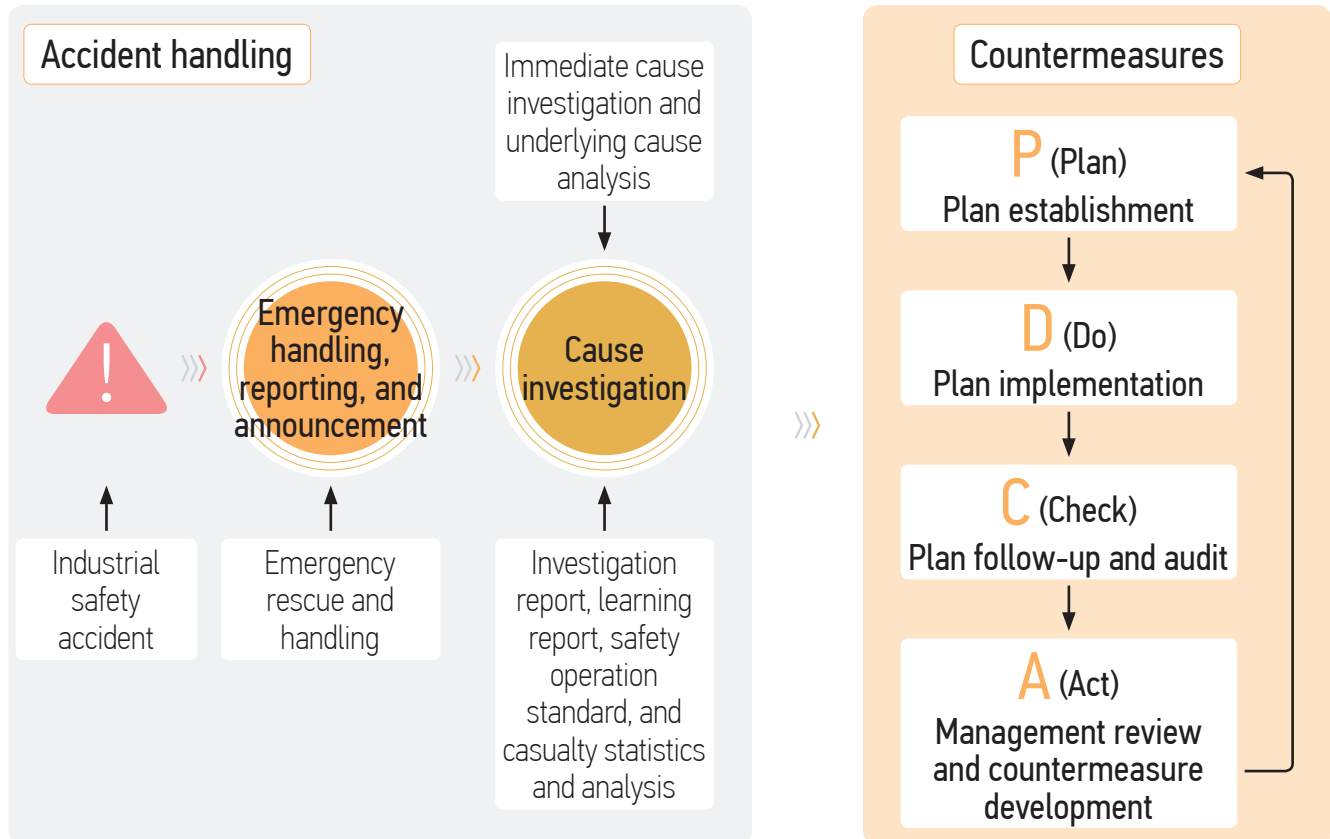 Accident handling
Immediate cause
investigation and
underlying cause
analysis
!
Emergency
handling,
reporting, and
announcement
Cause
investigation
Industrial
safety
accident
Emergency
rescue and
handling
Investigation
report, learning
report, safety
operation
standard, and
casualty statistics
and analysis
Countermeasures
P (Plan)
Plan establishment
D (Do)
Plan implementation
C (Check)
Plan follow-up and audit
A (Act)
Management review
and countermeasure
development